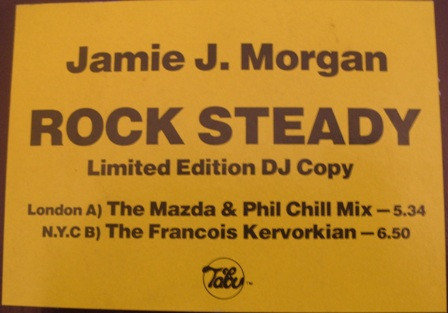 Jamie J. Morgan
ROCK STEADY
Limited Edition DJ Copy
London A) The Mazda & Phil Chill Mix — 5.34
N.Y.C B) The Francois Kervorkian — 6.50
Tabu ™